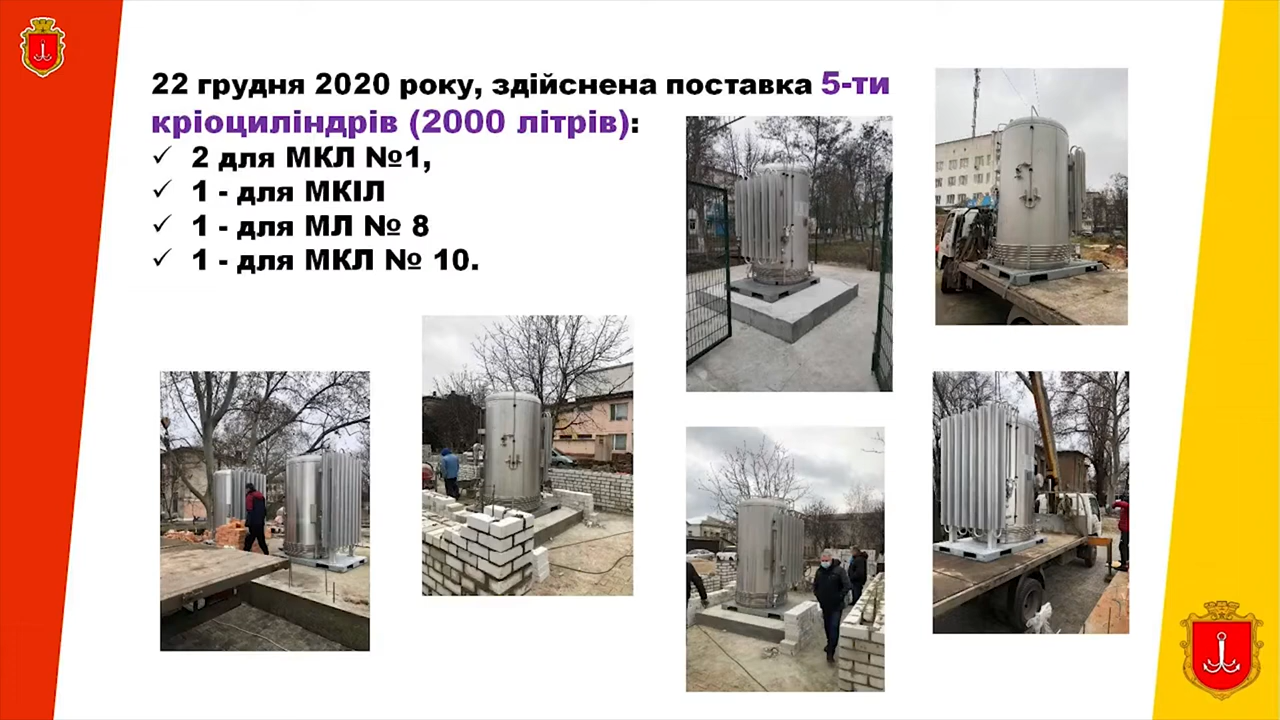 22 грудня 2020 року, здійснена поставка 5-ти
кріоциліндрів (2000 літрів):
✓ 2 для МКЛ №1,
✓ 1 - для МКІЛ
✓ 1 - для МЛ № 8
✓ 1 - для МКЛ № 10.